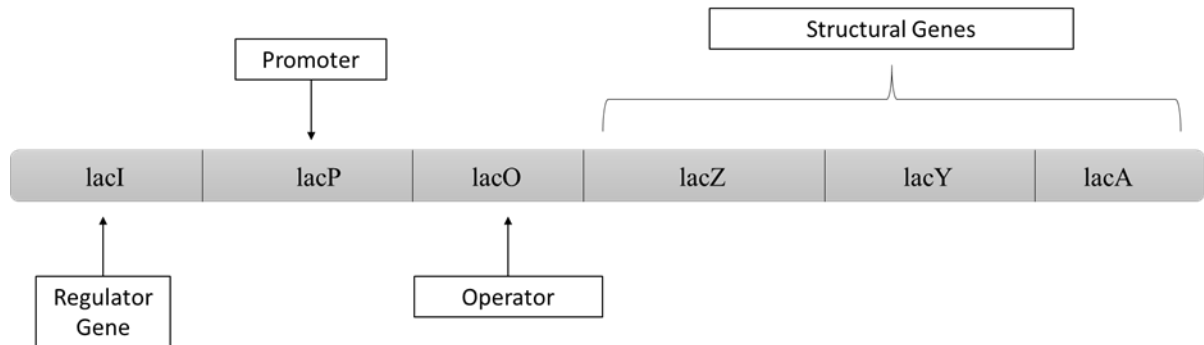 Structural Genes
Promoter
lacI lacP lacO lacZ lacY lacA
Regulator
Gene
Operator